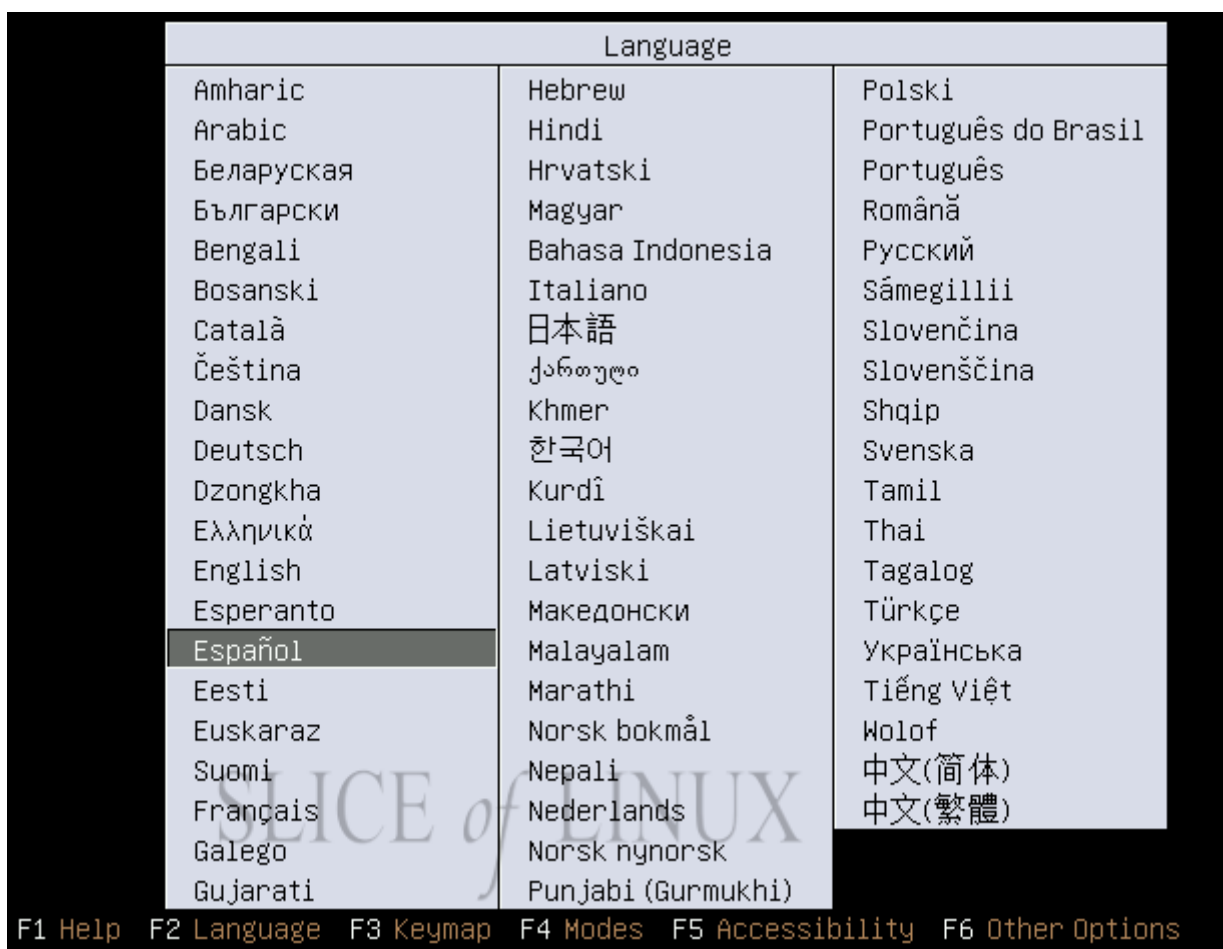 Language
Amharic
Arabic
Беларуская
Български
Bengali
Bosanski
Català
Čeština
Dansk
Deutsch
Dzongkha
Ελληνικά
English
Esperanto
Español
Eesti
Euskaraz
Suomi
Français
Galego
Gujarati
Hebrew
Hindi
Hrvatski
Magyar
Bahasa Indonesia
Italiano
日本語
ქართული
Khmer
한국어
Kurdî
Lietuviškai
Latviski
Македонски
Malayalam
Marathi
Norsk bokmål
Nepali
Nederlands
Norsk nynorsk
Punjabi (Gurmukhi)
Polski
Português do Brasil
Português
Română
Русский
Sámegillii
Slovenčina
Slovenščina
Shqip
Svenska
Tamil
Thai
Tagalog
Türkçe
Українська
Tiếng Việt
Wolof
中文(简体)
中文(繁體)
SLICE of LINUX
F1 Help F2 Language F3 Keymap F4 Modes F5 Accessibility F6 Other Options